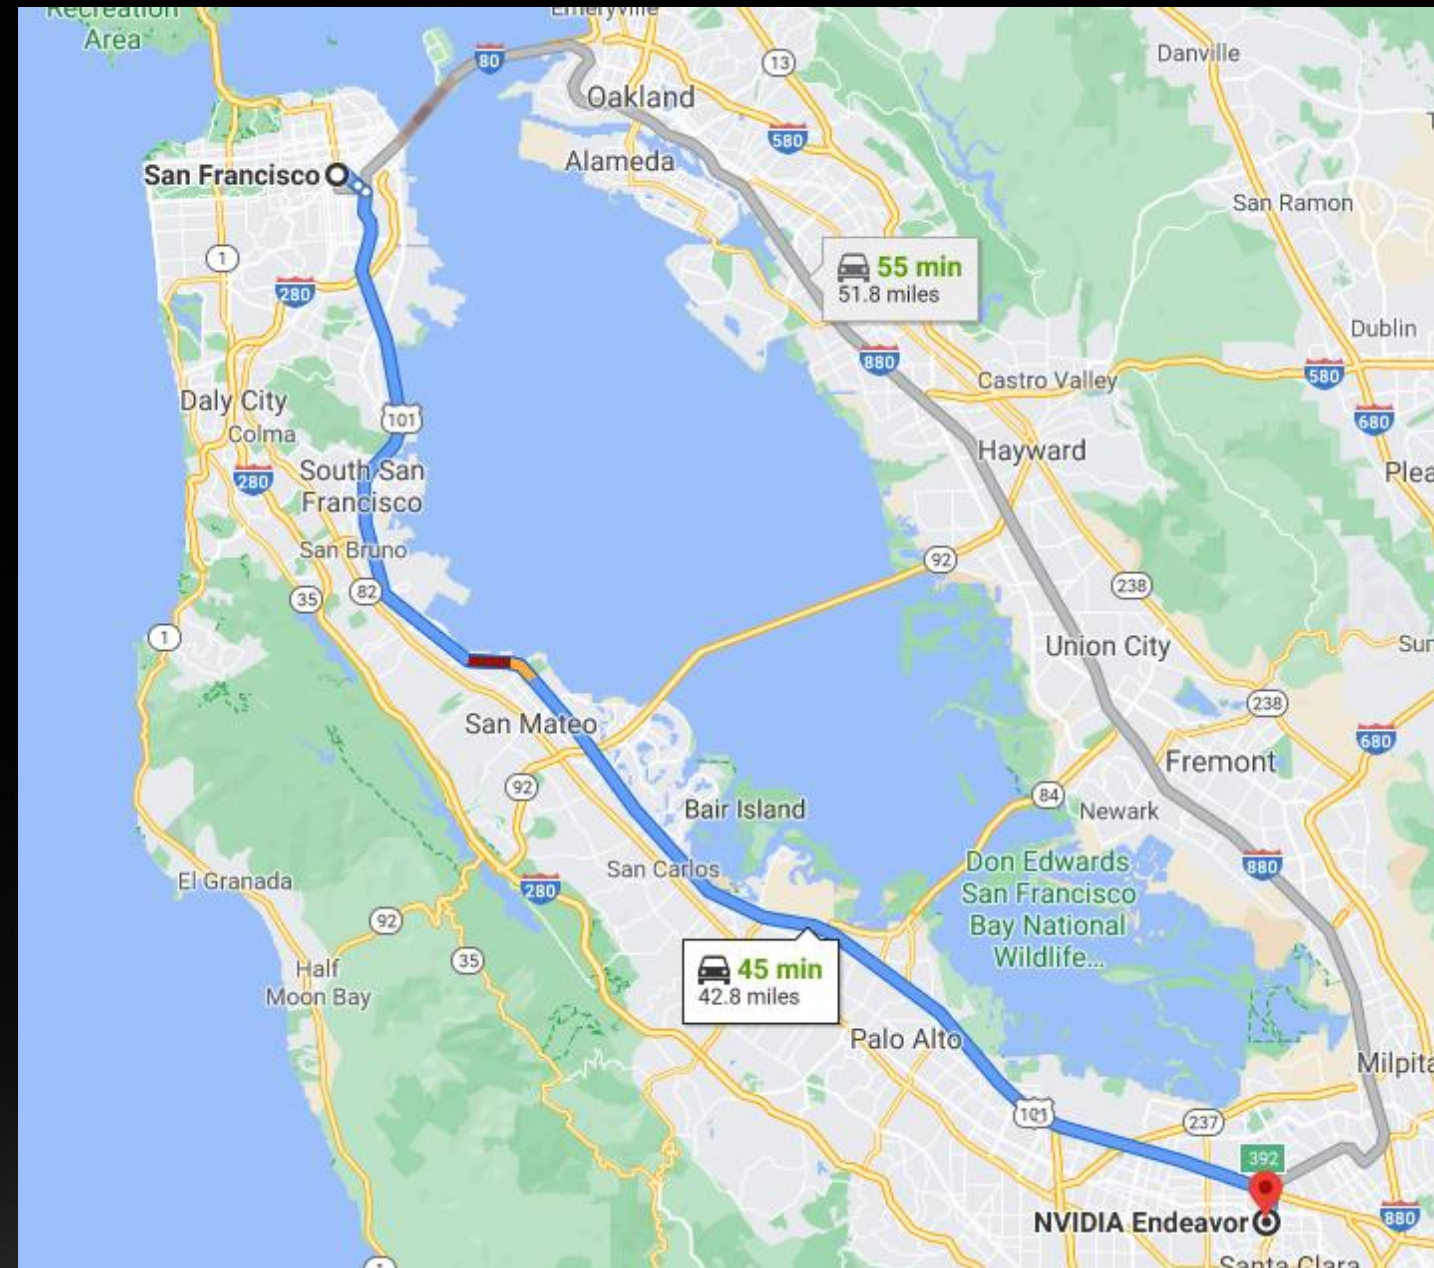 Recreation
Area
Emeryville
80
13
Danville
Oakland
580
Alameda
San Francisco
San Ramon
1
55 min
51.8 miles
280
Dublin
880
580
Castro Valley
Daly City
101
680
Colma
Hayward
280
South San
Francisco
Plea
San Bruno
92
238
35
82
1
Union City
Sun
238
San Mateo
680
Fremont
92
84
Bair Island
Newark
Don Edwards
San Francisco
Bay National
Wildlife...
880
San Carlos
El Granada
280
92
35
Half
Moon Bay
45 min
42.8 miles
Palo Alto
Milpita
101
237
392
NVIDIA Endeavor
880
Santa Clara
1